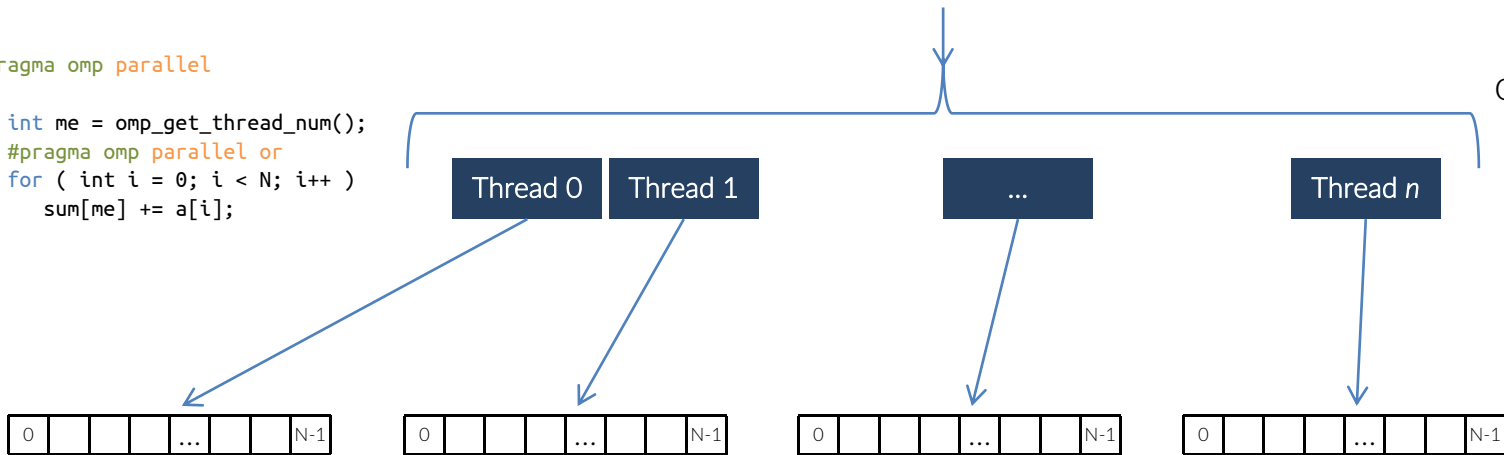 ragma omp parallel
int me = omp_get_thread_num();
#pragma omp parallel or
for ( int i = 0; i < N; i++ )
sum[me] += a[i];
Thread 0 Thread 1 ... Thread n
0 ... N-1 0 ... N-1 0 ... N-1 0 ... N-1